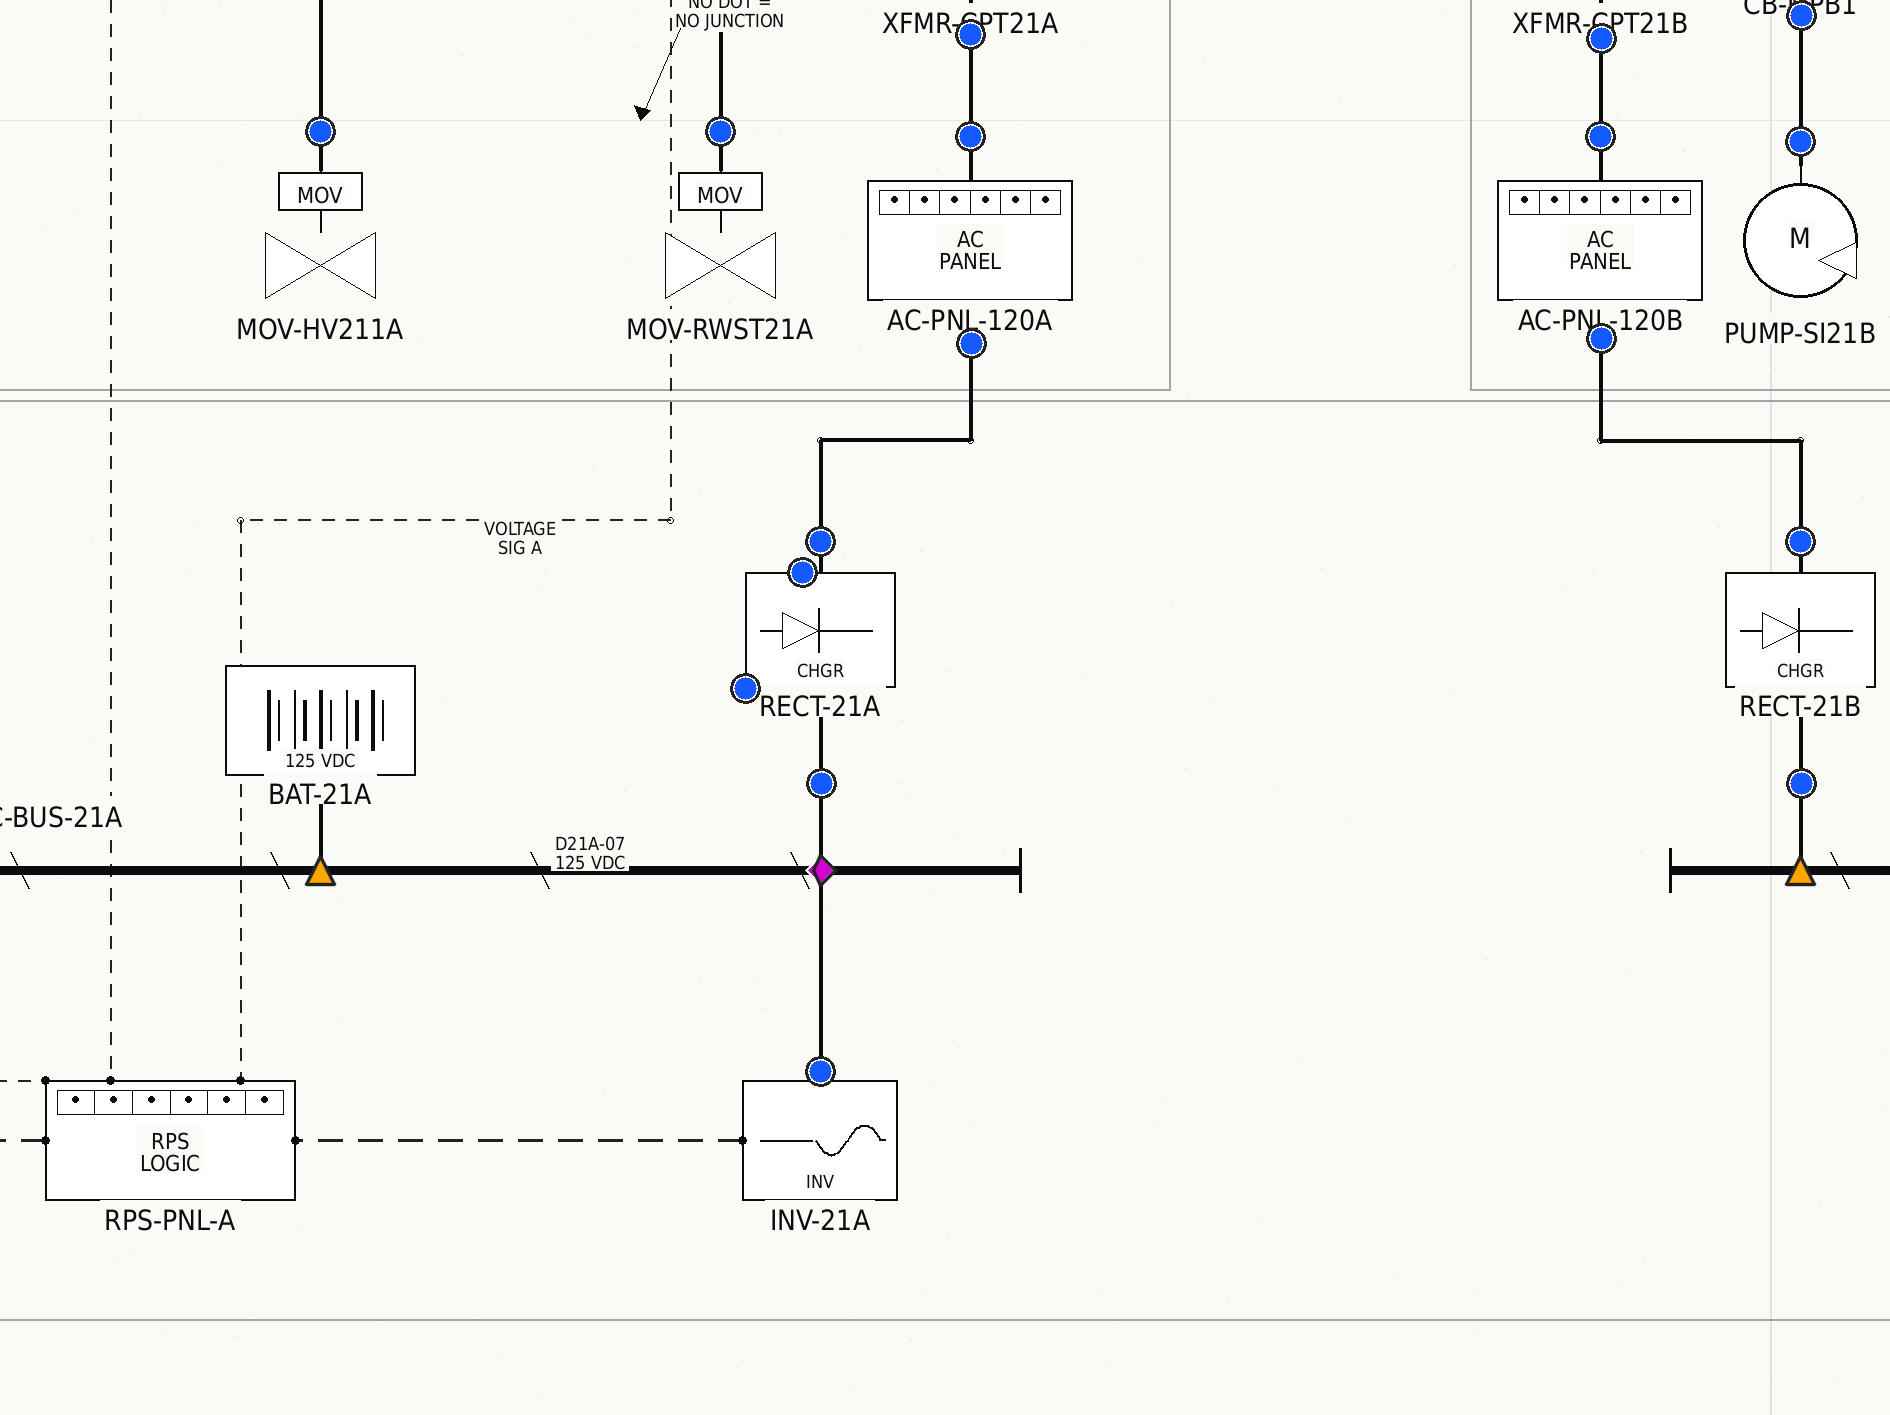 NO DOT =
NO JUNCTION
XFMR-CPT21A
XFMR-CPT21B
MOV
MOV
AC
PANEL
AC
PANEL
M
MOV-HV211A
MOV-RWST21A
AC-PNL-120A
AC-PNL-120B
PUMP-SI21B
VOLTAGE
SIG A
CHGR
RECT-21A
CHGR
RECT-21B
125 VDC
BAT-21A
C-BUS-21A
D21A-07
125 VDC
RPS
LOGIC
RPS-PNL-A
INV
INV-21A